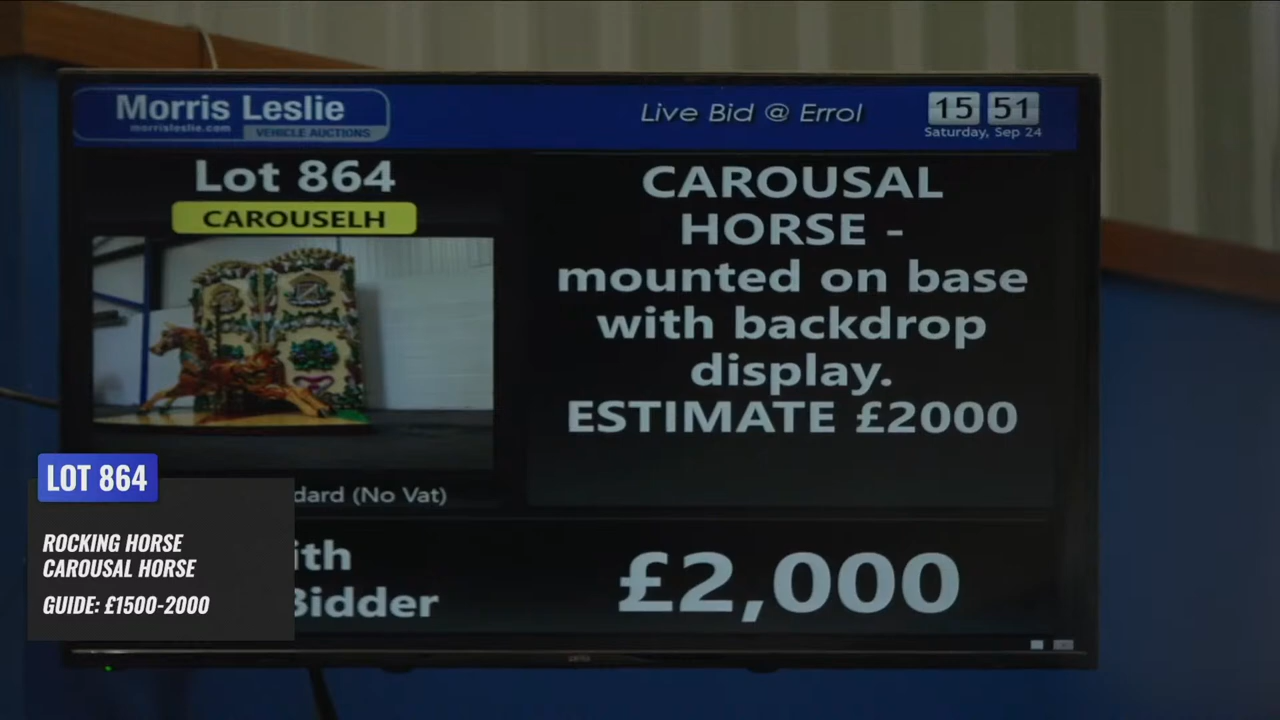 Morris Leslie
morrisleslie.com
VEHICLE AUCTIONS
Live Bid @ Errol
15 51
Saturday, Sep 24
Lot 864
CAROUSELH
CAROUSAL
HORSE -
mounted on base
with backdrop
display.
ESTIMATE £2000
dard (No Vat)
ith
Bidder
£2,000
LOT 864
ROCKING HORSE
CAROUSAL HORSE
GUIDE: £1500-2000